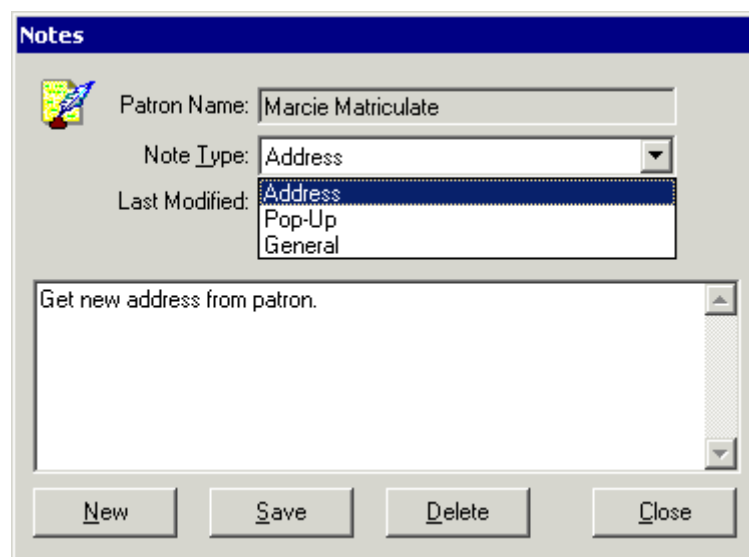 Notes
Patron Name: Marcie Matriculate
Note Type: Address
Last Modified:
Address
Pop-Up
General
Get new address from patron.
New Save Delete Close